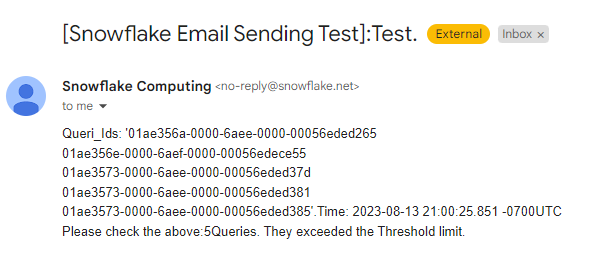 [Snowflake Email Sending Test]:Test. External Inbox ×
Snowflake Computing <no-reply@snowflake.net>
to me
Queri_Ids: '01ae356a-0000-6aee-0000-00056eded265
01ae356e-0000-6aef-0000-00056edece55
01ae3573-0000-6aee-0000-00056eded37d
01ae3573-0000-6aee-0000-00056eded381
01ae3573-0000-6aee-0000-00056eded385'.Time: 2023-08-13 21:00:25.851 -0700UTC
Please check the above:5Queries. They exceeded the Threshold limit.